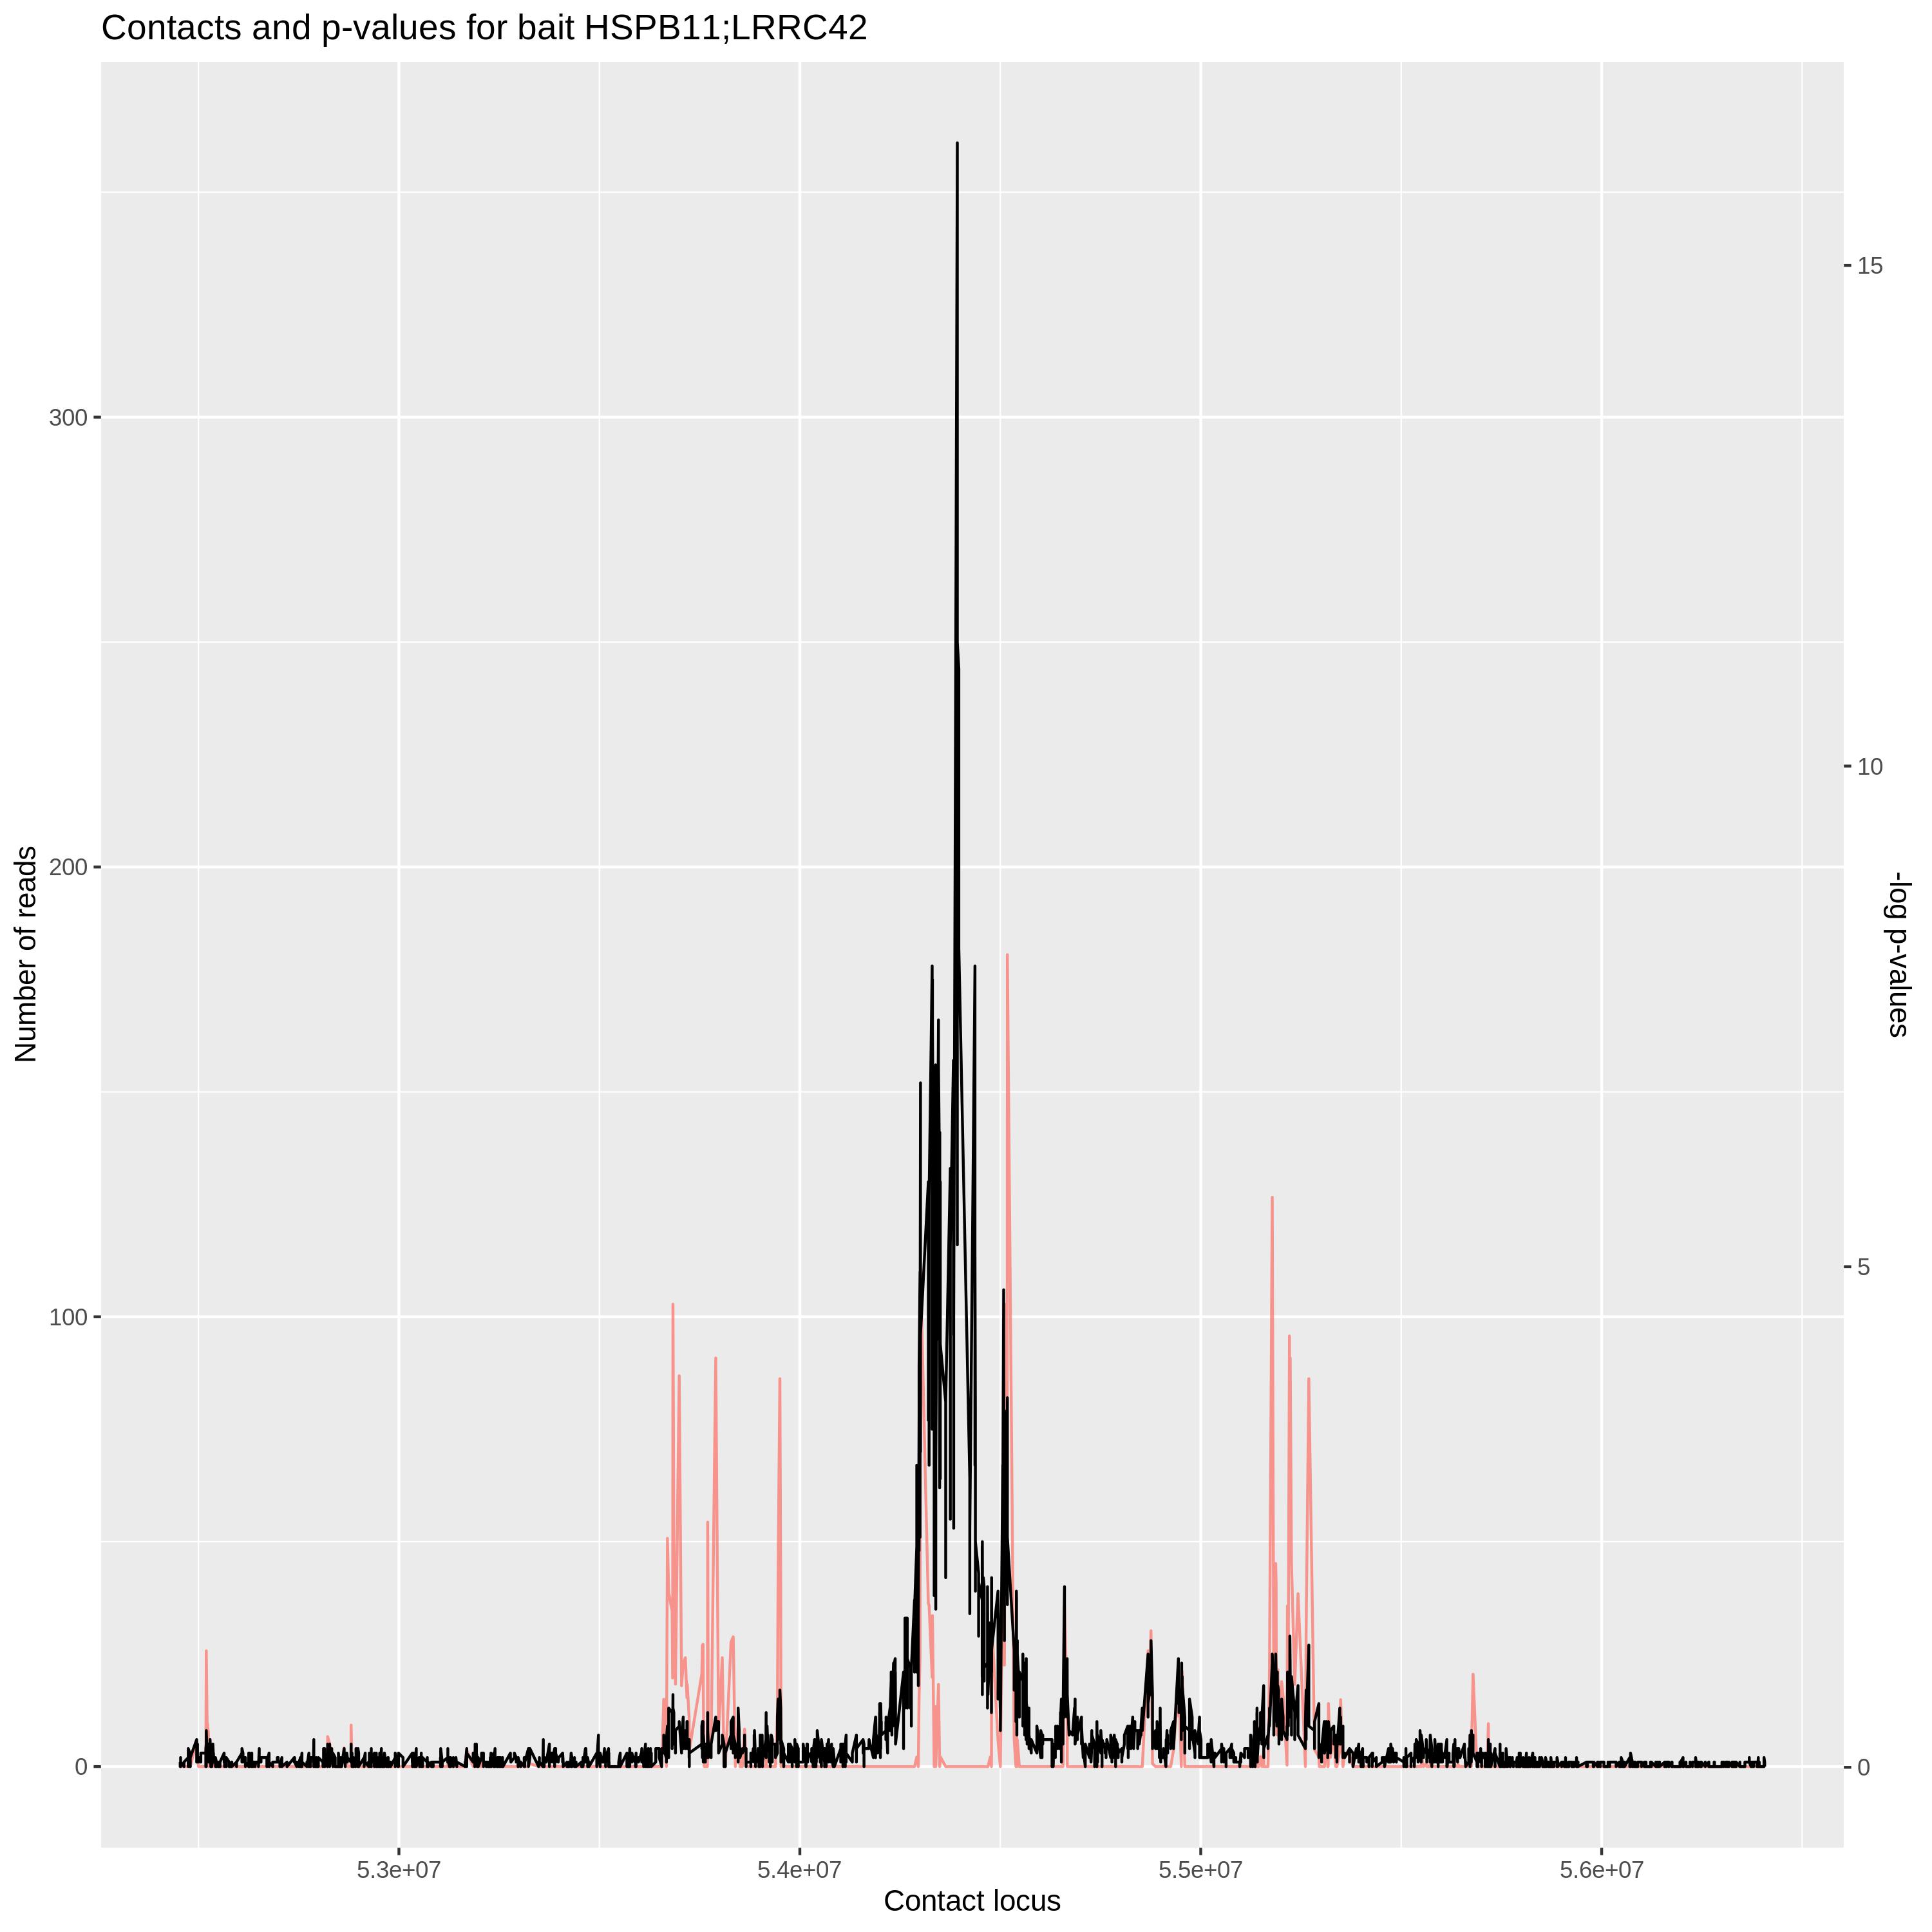 Contacts and p-values for bait HSPB11;LRRC42
Number of reads
300
200
100
0
15
10
5
0
-log p-values
5.3e+07
5.4e+07
5.5e+07
5.6e+07
Contact locus